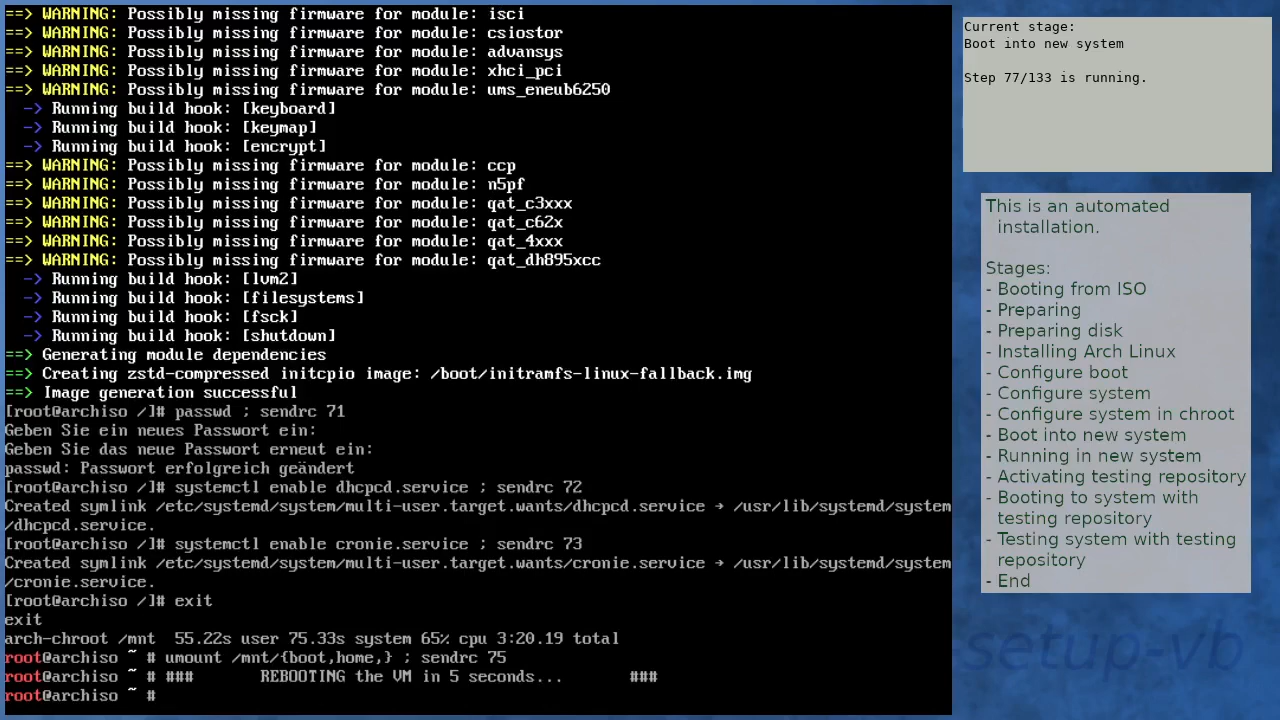 ==> WARNING: Possibly missing firmware for module: isci
==> WARNING: Possibly missing firmware for module: csiostor
==> WARNING: Possibly missing firmware for module: advansys
==> WARNING: Possibly missing firmware for module: xhci_pci
==> WARNING: Possibly missing firmware for module: ums_eneub6250
  -> Running build hook: [keyboard]
  -> Running build hook: [keymap]
  -> Running build hook: [encrypt]
==> WARNING: Possibly missing firmware for module: ccp
==> WARNING: Possibly missing firmware for module: n5pf
==> WARNING: Possibly missing firmware for module: qat_c3xxx
==> WARNING: Possibly missing firmware for module: qat_c62x
==> WARNING: Possibly missing firmware for module: qat_4xxx
==> WARNING: Possibly missing firmware for module: qat_dh895xcc
  -> Running build hook: [lvm2]
  -> Running build hook: [filesystems]
  -> Running build hook: [fsck]
  -> Running build hook: [shutdown]
==> Generating module dependencies
==> Creating zstd-compressed initcpio image: /boot/initramfs-linux-fallback.img
==> Image generation successful
[root@archiso /]# passwd ; sendrc 71
Geben Sie ein neues Passwort ein:
Geben Sie das neue Passwort erneut ein:
passwd: Passwort erfolgreich geändert
[root@archiso /]# systemctl enable dhcpcd.service ; sendrc 72
Created symlink /etc/systemd/system/multi-user.target.wants/dhcpcd.service → /usr/lib/systemd/system
/dhcpcd.service.
[root@archiso /]# systemctl enable cronie.service ; sendrc 73
Created symlink /etc/systemd/system/multi-user.target.wants/cronie.service → /usr/lib/systemd/system
/cronie.service.
[root@archiso /]# exit
exit
arch-chroot /mnt  55.22s user 75.33s system 65% cpu 3:20.19 total
root@archiso ~ # umount /mnt/{boot,home,} ; sendrc 75
root@archiso ~ # ###       REBOOTING the VM in 5 seconds...       ###
root@archiso ~ #
Current stage:
Boot into new system
Step 77/133 is running.
This is an automated
installation.
Stages:
- Booting from ISO
- Preparing
- Preparing disk
- Installing Arch Linux
- Configure boot
- Configure system
- Configure system in chroot
- Boot into new system
- Running in new system
- Activating testing repository
- Booting to system with
testing repository
- Testing system with testing
repository
- End
setup-vb